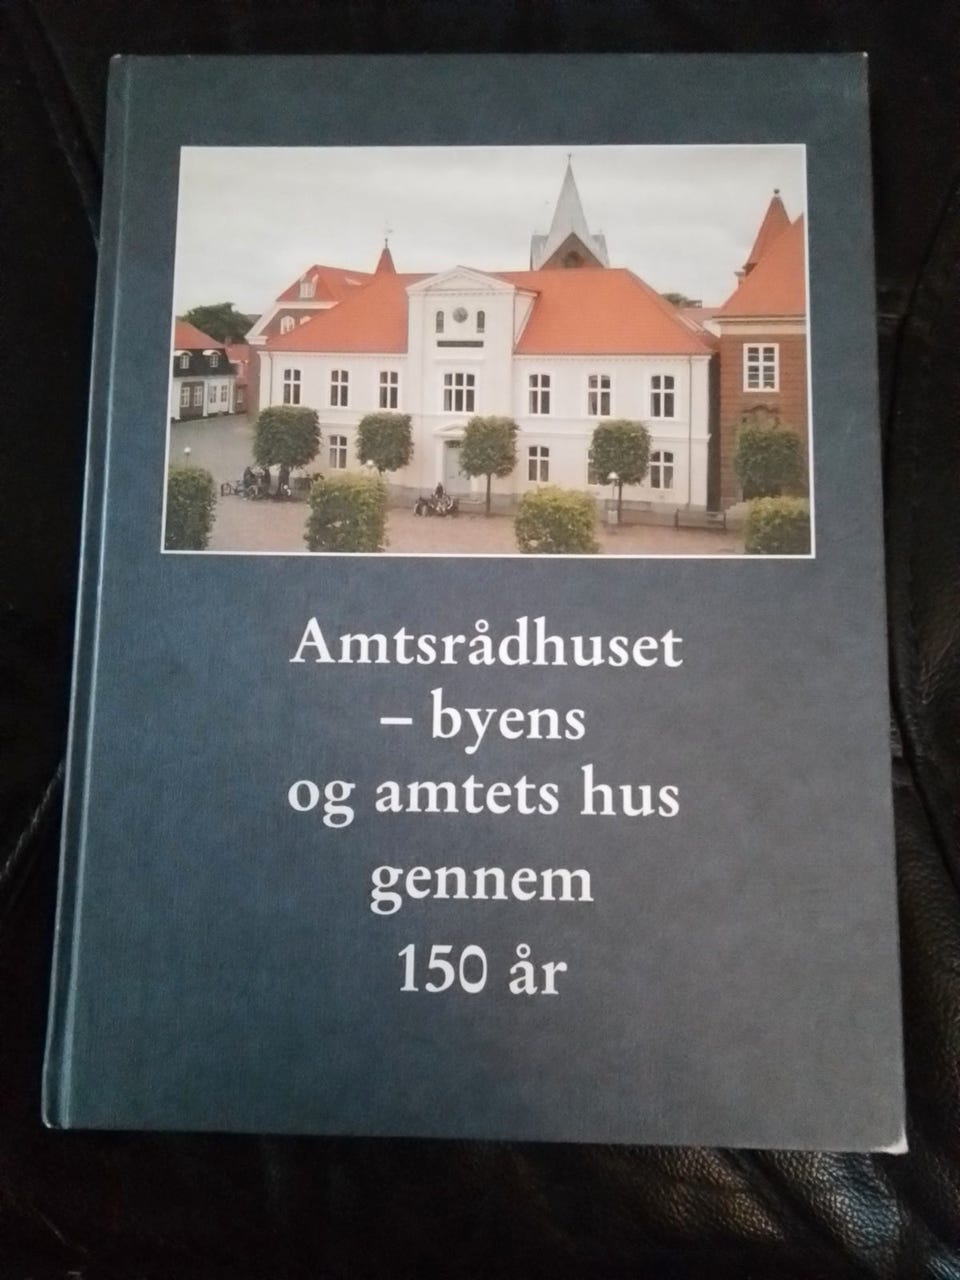 Amtsrådhuset
– byens
og amtets hus
gennem
150 år